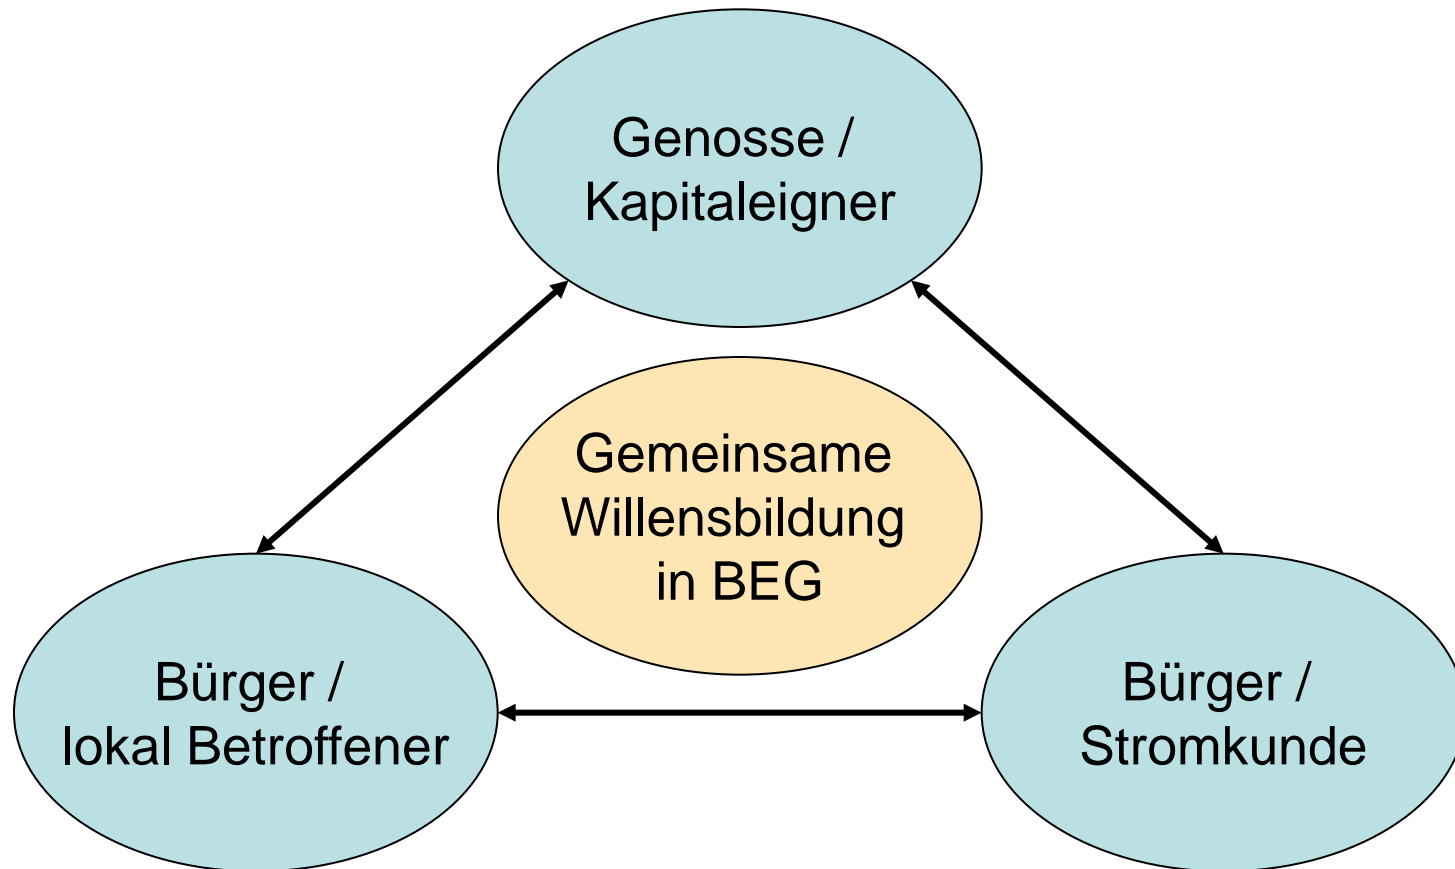 Genosse /
Kapitaleigner
Gemeinsame
Willensbildung
in BEG
Bürger /
lokal Betroffener
Bürger /
Stromkunde